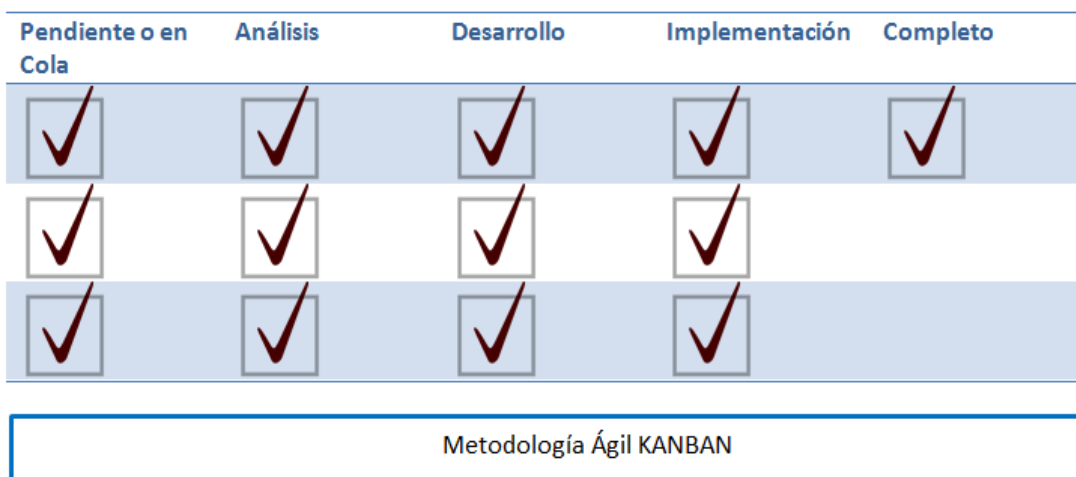 Pendiente o en Análisis Desarrollo Implementación Completo
Cola
Metodología Ágil KANBAN